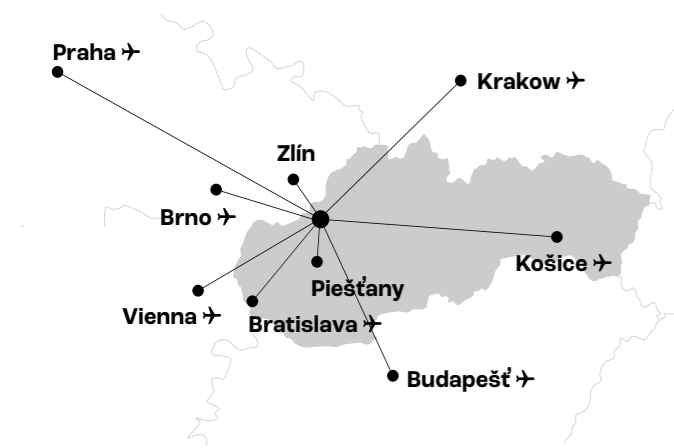 Praha
Krakow
Zlín
Brno
Košice
Piešťany
Vienna
Bratislava
Budapešť